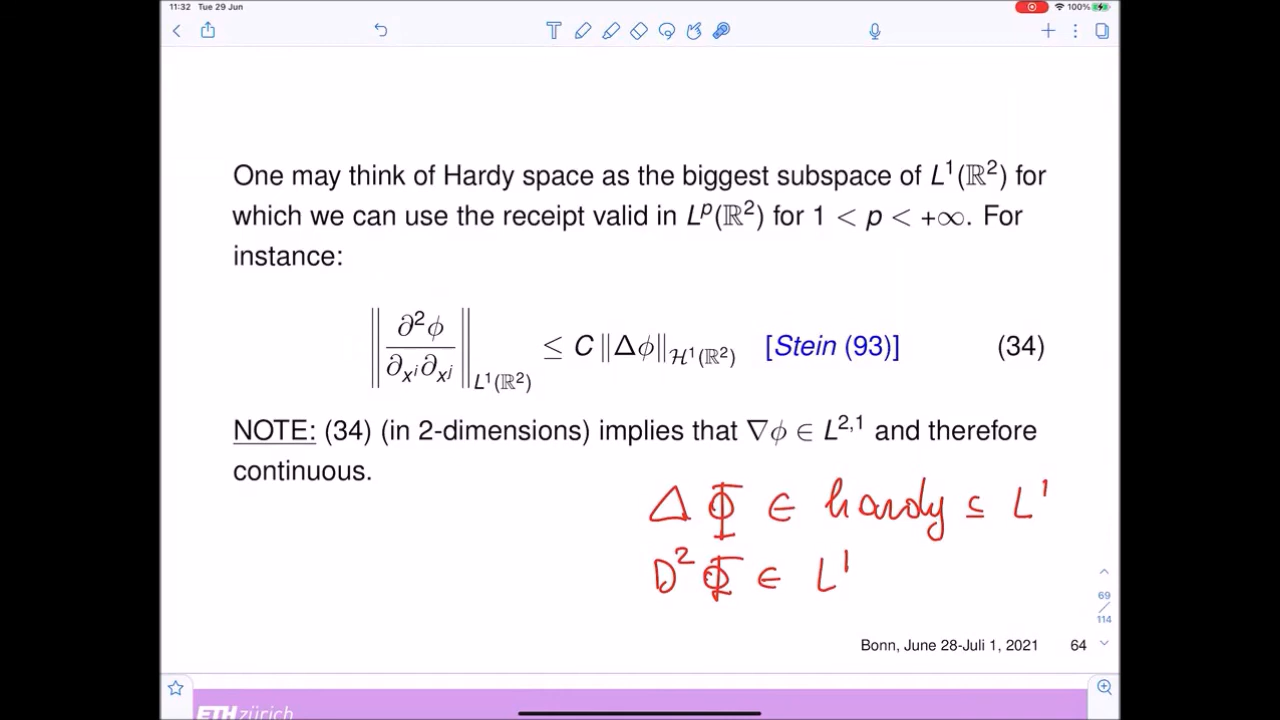 11:32 Tue 29 Jun
100%
T
One may think of Hardy space as the biggest subspace of L¹(ℝ²) for
which we can use the receipt valid in Lᵖ(ℝ²) for 1 < p < +∞. For
instance:
‖∂²ϕ / ∂_{xⁱ}∂_{xʲ}‖_{L¹(ℝ²)} ≤ C ‖Δϕ‖_{ℋ¹(ℝ²)} [Stein (93)] (34)
NOTE: (34) (in 2-dimensions) implies that ∇ϕ ∈ L^{2,1} and therefore
continuous.
Δ Φ ∈ hardy ⊆ L¹
D² Φ ∈ L¹
69
/
114
Bonn, June 28-Juli 1, 2021 64
ETH zürich